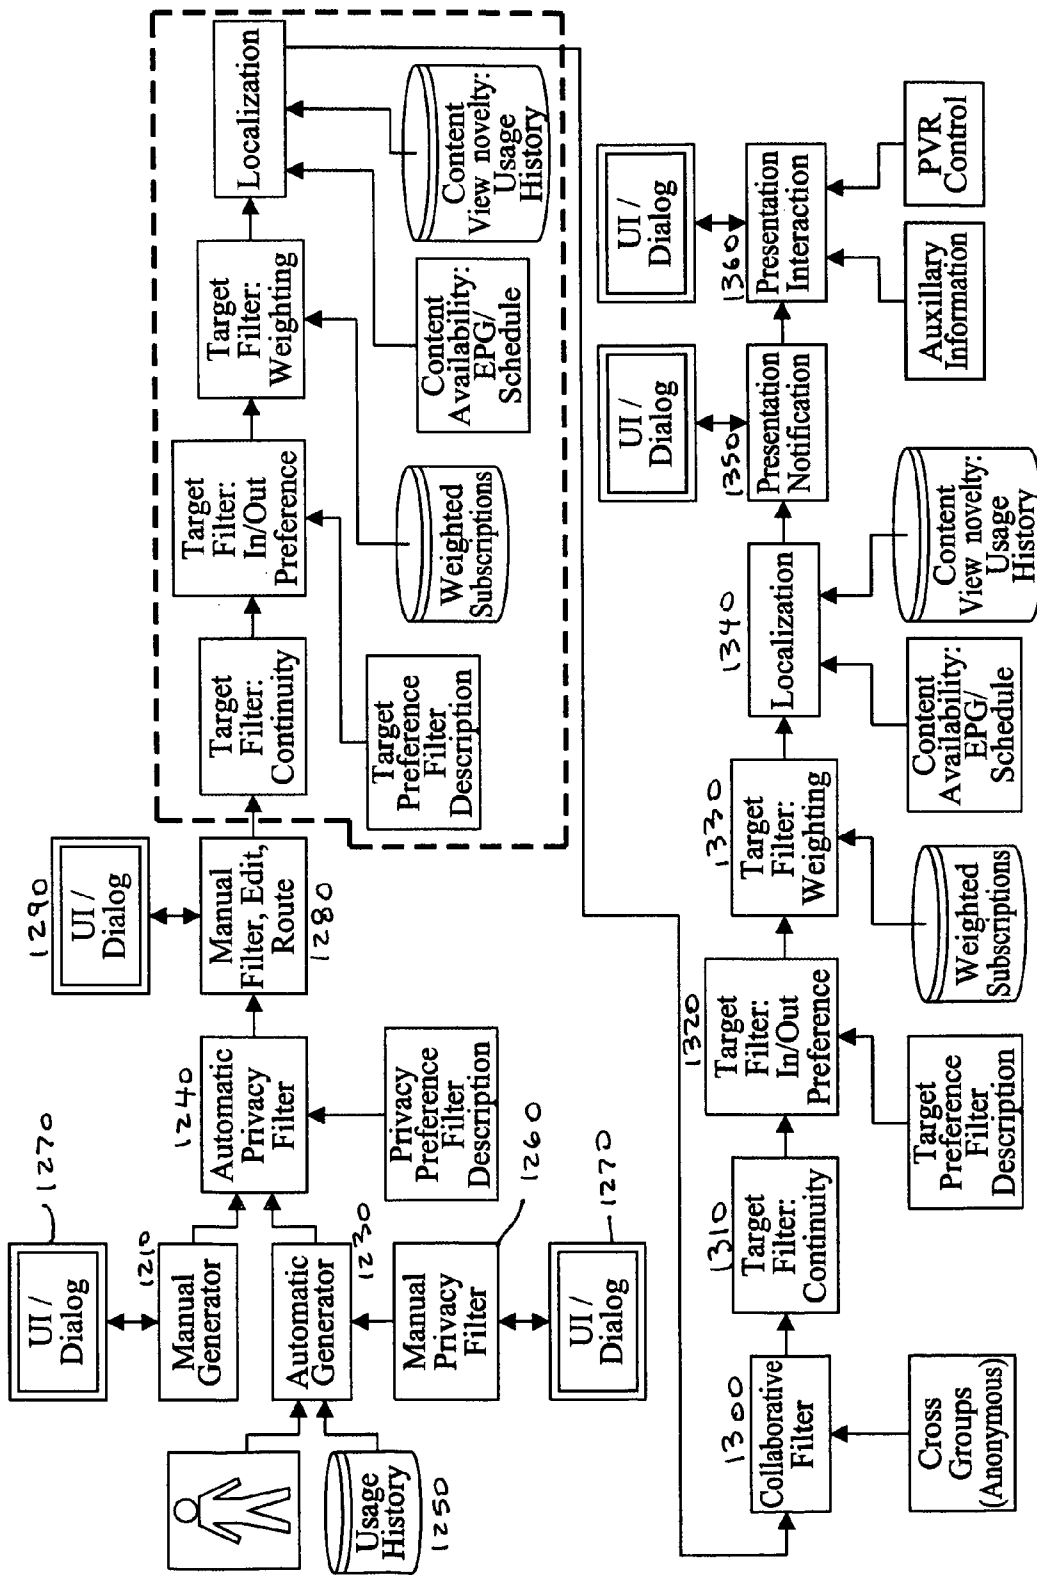 UI /
Dialog
1270
Manual
Generator
1210
Automatic
Generator
1230
Usage
History
1250
Manual
Privacy
Filter
1260
UI /
Dialog
1270
Automatic
Privacy
Filter
1240
Privacy
Preference
Filter
Description
UI /
Dialog
1290
Manual
Filter, Edit,
Route
1280
Target
Filter:
Continuity
Target
Filter:
In/Out
Preference
Target
Filter:
Weighting
Localization
Target
Preference
Filter
Description
Weighted
Subscriptions
Content
Availability:
EPG/
Schedule
Content
View novelty:
Usage
History
1300
Collaborative
Filter
Cross
Groups
(Anonymous)
1310
Target
Filter:
Continuity
1320
Target
Filter:
In/Out
Preference
Target
Preference
Filter
Description
1330
Target
Filter:
Weighting
Weighted
Subscriptions
1340
Localization
Content
Availability:
EPG/
Schedule
Content
View novelty:
Usage
History
UI /
Dialog
1350
Presentation
Notification
UI /
Dialog
1360
Presentation
Interaction
Auxillary
Information
PVR
Control